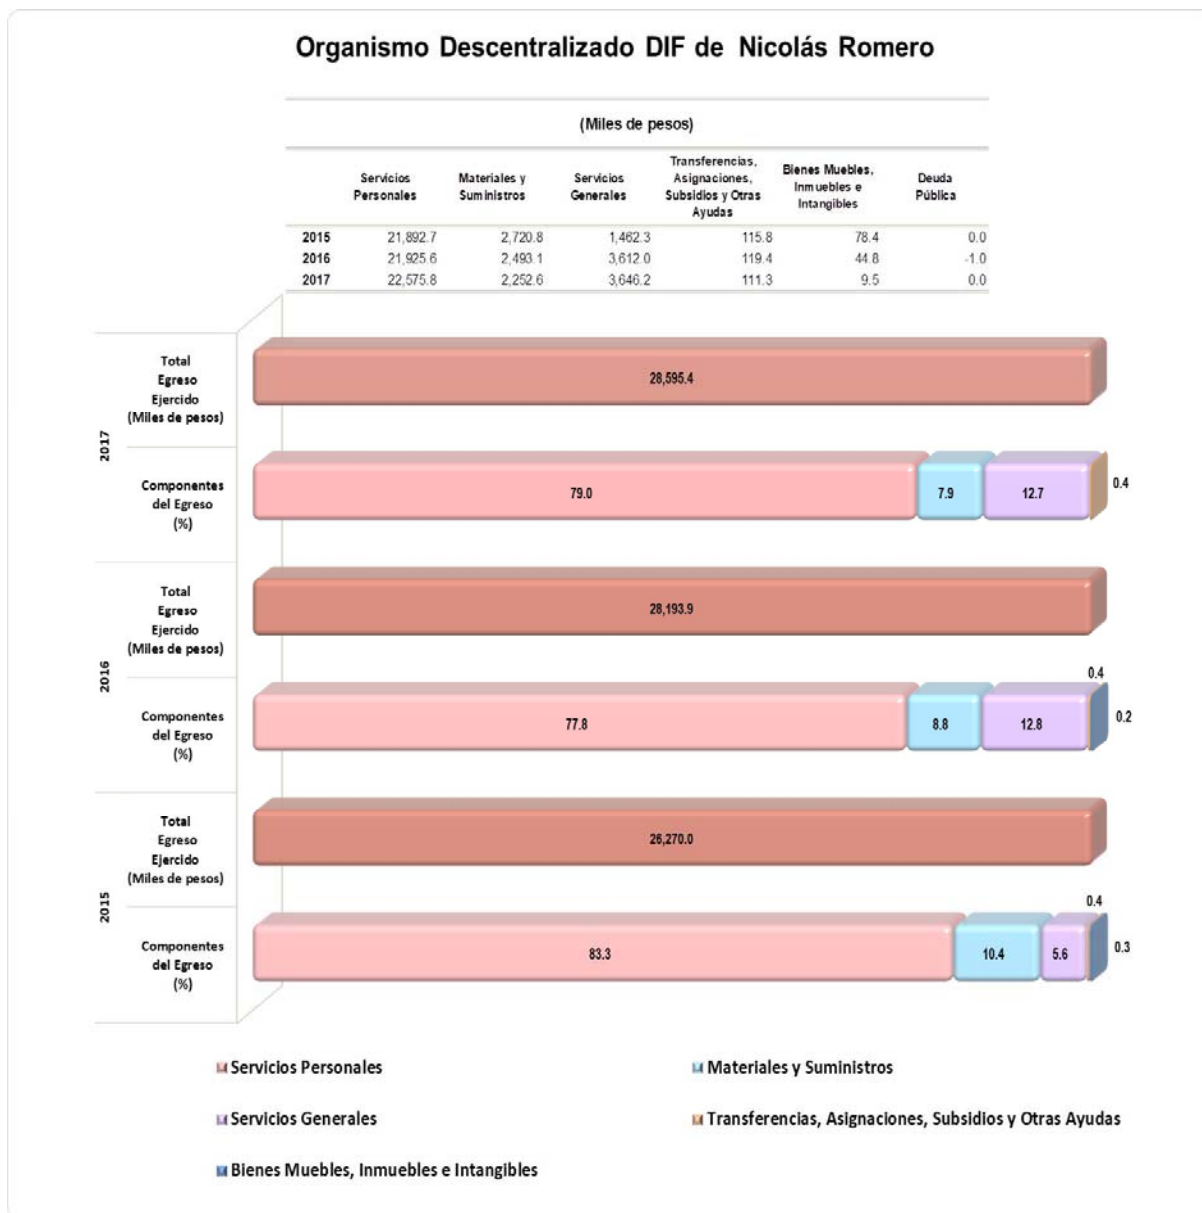 Organismo Descentralizado DIF de Nicolás Romero
(Miles de pesos)
Servicios Personales
Materiales y Suministros
Servicios Generales
Transferencias, Asignaciones, Subsidios y Otras Ayudas
Bienes Muebles, Inmuebles e Intangibles
Deuda Pública
2015 21,892.7 2,720.8 1,462.3 115.8 78.4 0.0
2016 21,925.6 2,493.1 3,612.0 119.4 44.8 -1.0
2017 22,575.8 2,252.6 3,646.2 111.3 9.5 0.0
2017
Total
Egreso
Ejercido
(Miles de pesos)
28,595.4
Componentes
del Egreso
(%)
79.0 7.9 12.7 0.4
2016
Total
Egreso
Ejercido
(Miles de pesos)
28,193.9
Componentes
del Egreso
(%)
77.8 8.8 12.8 0.4 0.2
2015
Total
Egreso
Ejercido
(Miles de pesos)
26,270.0
Componentes
del Egreso
(%)
83.3 10.4 5.6 0.4 0.3
Servicios Personales
Materiales y Suministros
Servicios Generales
Transferencias, Asignaciones, Subsidios y Otras Ayudas
Bienes Muebles, Inmuebles e Intangibles